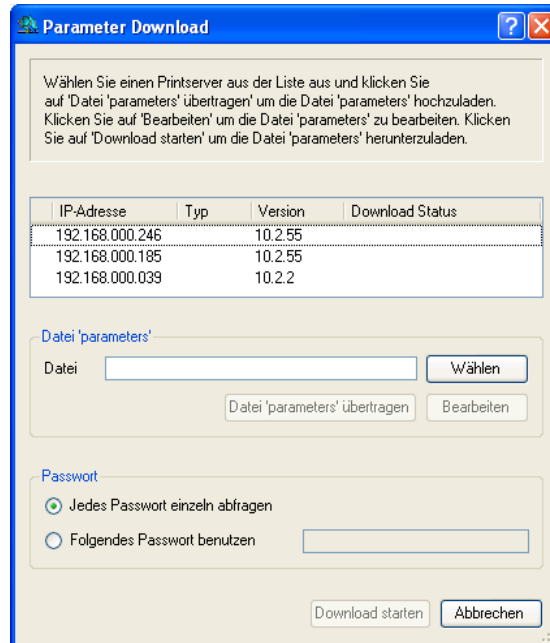 Parameter Download
Wählen Sie einen Printserver aus der Liste aus und klicken Sie
auf 'Datei 'parameters' übertragen' um die Datei 'parameters' hochzuladen.
Klicken Sie auf 'Bearbeiten' um die Datei 'parameters' zu bearbeiten. Klicken
Sie auf 'Download starten' um die Datei 'parameters' herunterzuladen.
IP-Adresse Typ Version Download Status
192.168.000.246 10.2.55
192.168.000.185 10.2.55
192.168.000.039 10.2.2
Datei 'parameters'
Datei Wählen
Datei 'parameters' übertragen Bearbeiten
Passwort
Jedes Passwort einzeln abfragen
Folgendes Passwort benutzen
Download starten Abbrechen